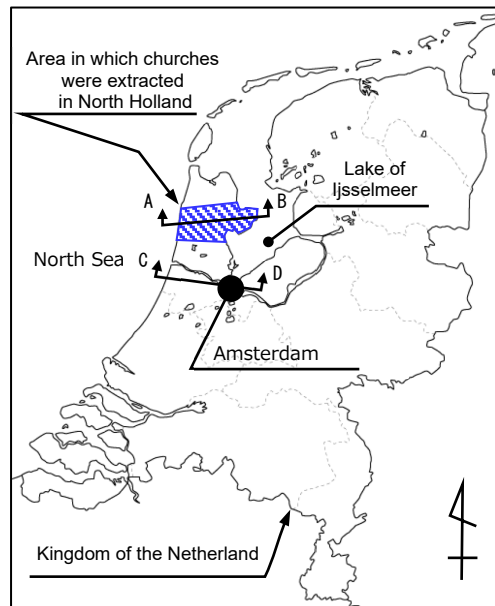 Area in which churches
were extracted
in North Holland
Lake of
Ijsselmeer
A
B
North Sea
C
D
Amsterdam
Kingdom of the Netherland